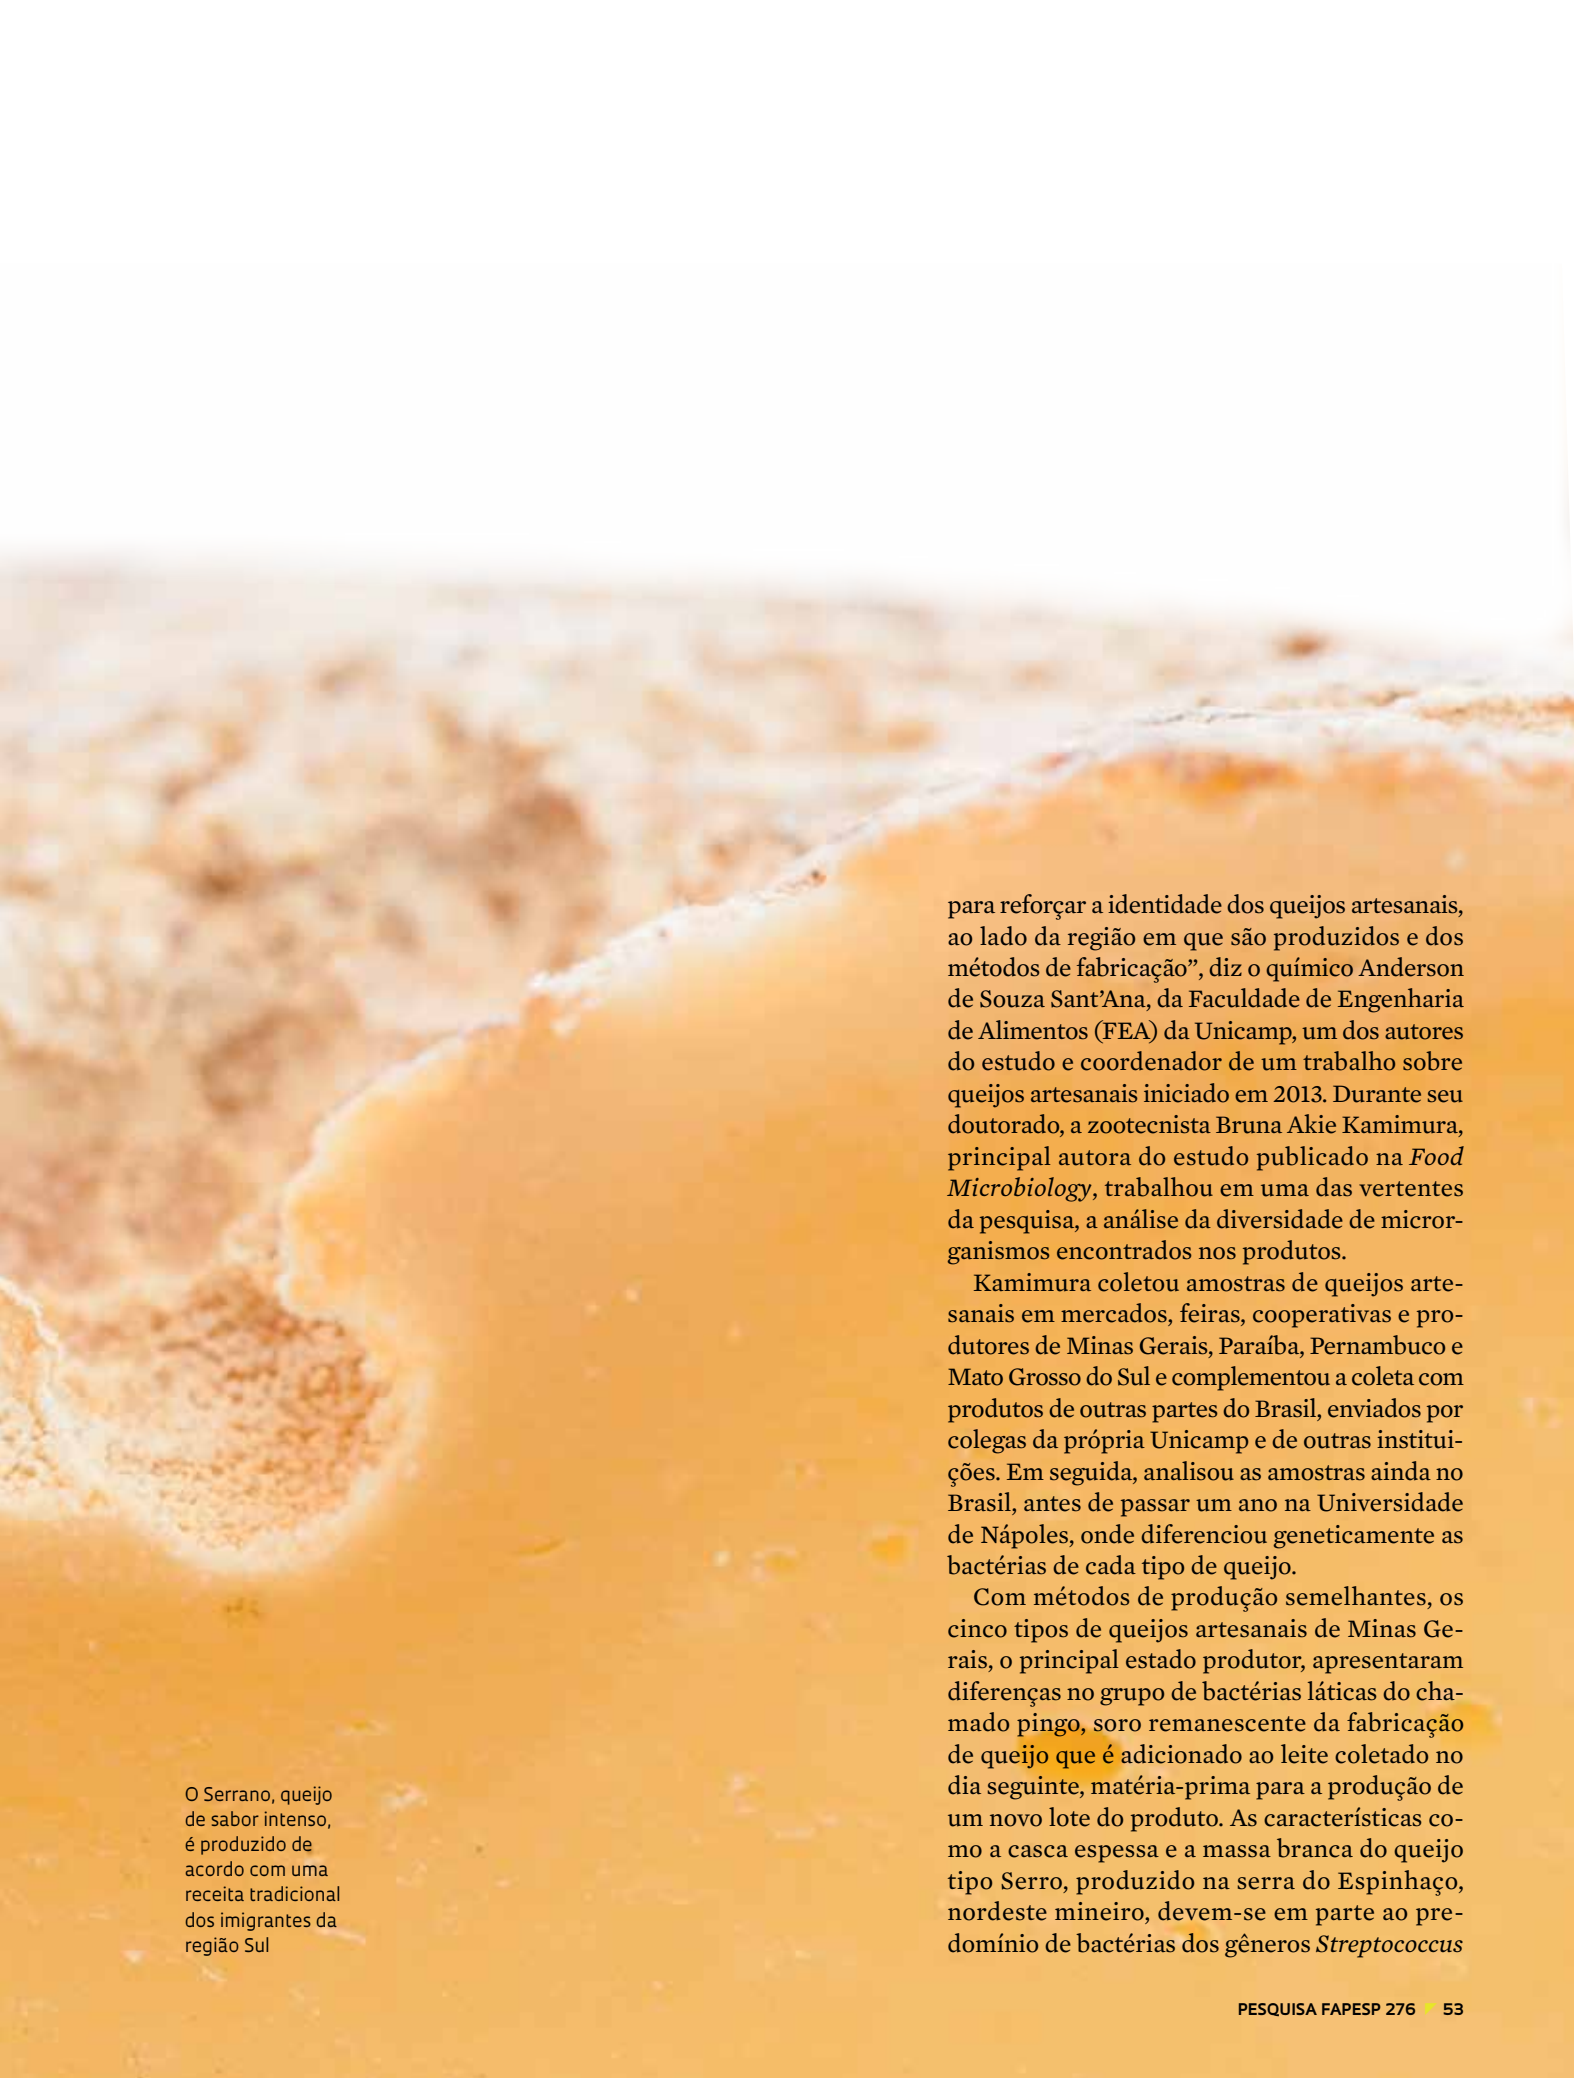 para reforçar a identidade dos queijos artesanais,
ao lado da região em que são produzidos e dos
métodos de fabricação”, diz o químico Anderson
de Souza Sant’Ana, da Faculdade de Engenharia
de Alimentos (FEA) da Unicamp, um dos autores
do estudo e coordenador de um trabalho sobre
queijos artesanais iniciado em 2013. Durante seu
doutorado, a zootecnista Bruna Akie Kamimura,
principal autora do estudo publicado na Food
Microbiology, trabalhou em uma das vertentes
da pesquisa, a análise da diversidade de micror-
ganismos encontrados nos produtos.
Kamimura coletou amostras de queijos arte-
sanais em mercados, feiras, cooperativas e pro-
dutores de Minas Gerais, Paraíba, Pernambuco e
Mato Grosso do Sul e complementou a coleta com
produtos de outras partes do Brasil, enviados por
colegas da própria Unicamp e de outras institui-
ções. Em seguida, analisou as amostras ainda no
Brasil, antes de passar um ano na Universidade
de Nápoles, onde diferenciou geneticamente as
bactérias de cada tipo de queijo.
Com métodos de produção semelhantes, os
cinco tipos de queijos artesanais de Minas Ge-
rais, o principal estado produtor, apresentaram
diferenças no grupo de bactérias láticas do cha-
mado pingo, soro remanescente da fabricação
de queijo que é adicionado ao leite coletado no
dia seguinte, matéria-prima para a produção de
um novo lote do produto. As características co-
mo a casca espessa e a massa branca do queijo
tipo Serro, produzido na serra do Espinhaço,
nordeste mineiro, devem-se em parte ao pre-
domínio de bactérias dos gêneros Streptococcus
O Serrano, queijo
de sabor intenso,
é produzido de
acordo com uma
receita tradicional
dos imigrantes da
região Sul
PESQUISA FAPESP 276 53